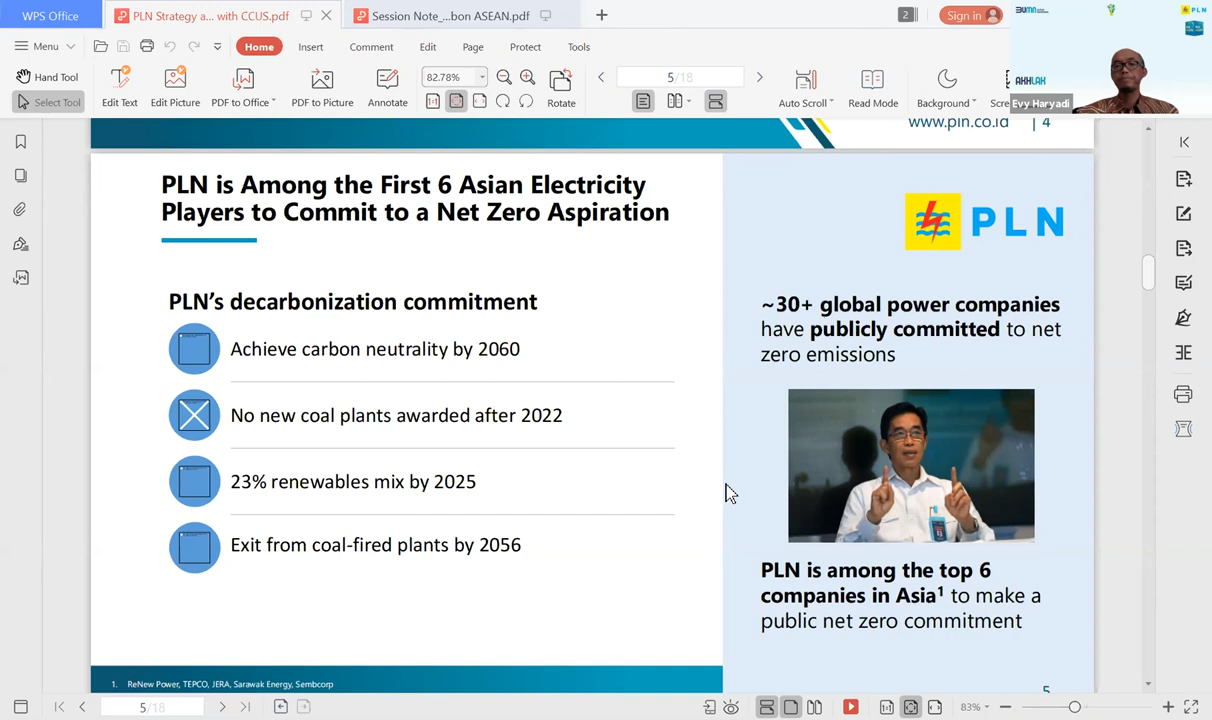 WPS Office
PLN Strategy a... with CCUS.pdf
Session Note_...bon ASEAN.pdf
2
Sign in
BUMN
PLN
AKHLAK
Evy Haryadi
Menu
Home
Insert
Comment
Edit
Page
Protect
Tools
Hand Tool
Select Tool
Edit Text
Edit Picture
PDF to Office
PDF to Picture
Annotate
82.78%
Rotate
5/18
Auto Scroll
Read Mode
Background
www.pln.co.id | 4
PLN is Among the First 6 Asian Electricity
Players to Commit to a Net Zero Aspiration
PLN's decarbonization commitment
Achieve carbon neutrality by 2060
No new coal plants awarded after 2022
23% renewables mix by 2025
Exit from coal-fired plants by 2056
1. ReNew Power, TEPCO, JERA, Sarawak Energy, Sembcorp
PLN
~30+ global power companies
have publicly committed to net
zero emissions
PLN is among the top 6
companies in Asia¹ to make a
public net zero commitment
5
5/18
83%